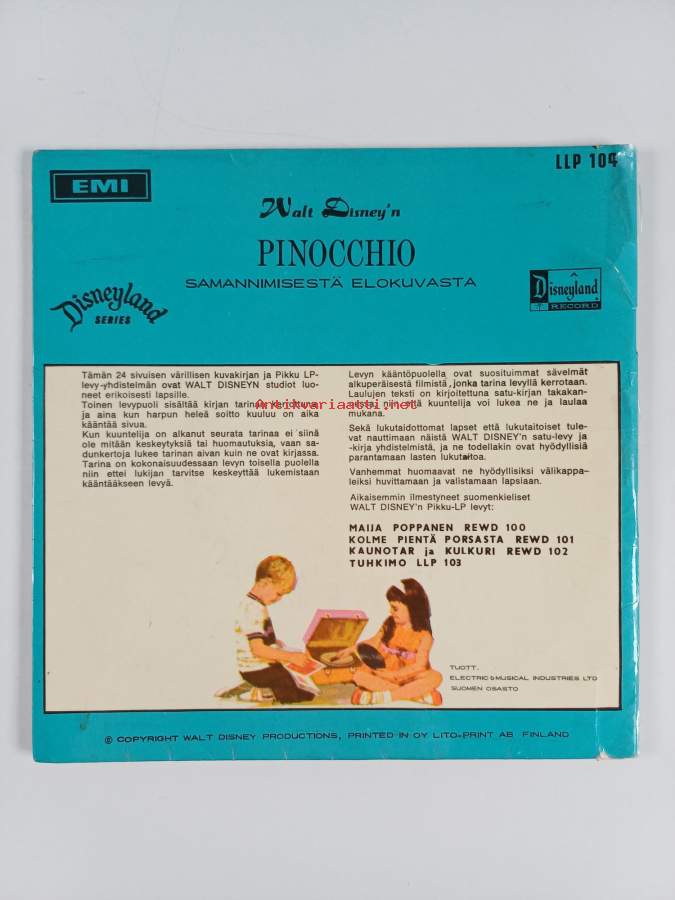 LLP 104
EMI
Walt Disney'n
PINOCCHIO
SAMANNIMISESTÄ ELOKUVASTA
Disneyland
SERIES
Disneyland
RECORD
Tämän 24 sivuisen värillisen kuvakirjan ja Pikku LP-
levy-yhdistelmän ovat WALT DISNEYN studiot luo-
neet erikoisesti lapsille.
Toinen levypuoli sisältää kirjan tarinan kerrottuna
ja aina kun harpun heleä soitto kuuluu on aika
kääntää sivua.
Kun kuuntelija on alkanut seurata tarinaa ei siinä
ole mitään keskeytyksiä tai huomautuksia, vaan sa-
dunkertoja lukee tarinan aivan kuin ne ovat kirjassa.
Tarina on kokonaisuudessaan levyn toisella puolella
niin ettei lukijan tarvitse keskeyttää lukemistaan
kääntääkseen levyä.
Levyn kääntöpuolella ovat suosituimmat sävelmät
alkuperäisestä filmistä, jonka tarina levyllä kerrotaan.
Laulujen teksti on kirjoitettuna satu-kirjan takakan-
nessa niin että kuuntelija voi lukea ne ja laulaa
mukana.
Sekä lukutaidottomat lapset että lukutaitoiset tule-
vat nauttimaan näistä WALT DISNEY'n satu-levy ja
-kirja yhdistelmistä, ja ne todellakin ovat hyödyllisiä
parantamaan lasten lukutaitoa.
Vanhemmat huomaavat ne hyödyllisiksi välikappa-
leiksi huvittamaan ja valistamaan lapsiaan.
Aikaisemmin ilmestyneet suomenkieliset
WALT DISNEY'n Pikku-LP levyt:
MAIJA POPPANEN REWD 100
KOLME PIENTÄ PORSASTA REWD 101
KAUNOTAR ja KULKURI REWD 102
TUHKIMO LLP 103
Antikvariaatti.net
TUOTT.
ELECTRIC & MUSICAL INDUSTRIES LTD
SUOMEN OSASTO
© COPYRIGHT WALT DISNEY PRODUCTIONS, PRINTED IN OY LITO-PRINT AB FINLAND